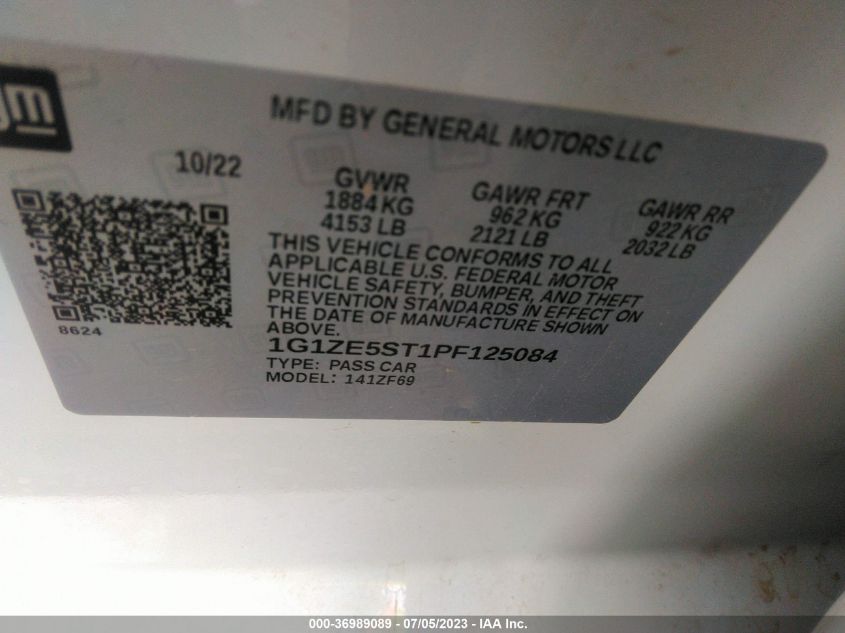 gm
MFD BY GENERAL MOTORS LLC
10/22
GVWR
1884 KG
4153 LB
GAWR FRT
962 KG
2121 LB
GAWR RR
922 KG
2032 LB
THIS VEHICLE CONFORMS TO ALL
APPLICABLE U.S. FEDERAL MOTOR
VEHICLE SAFETY, BUMPER, AND THEFT
PREVENTION STANDARDS IN EFFECT ON
THE DATE OF MANUFACTURE SHOWN
ABOVE.
8624
1G1ZE5ST1PF125084
TYPE: PASS CAR
MODEL: 141ZF69
000-36989089 - 07/05/2023 - IAA Inc.